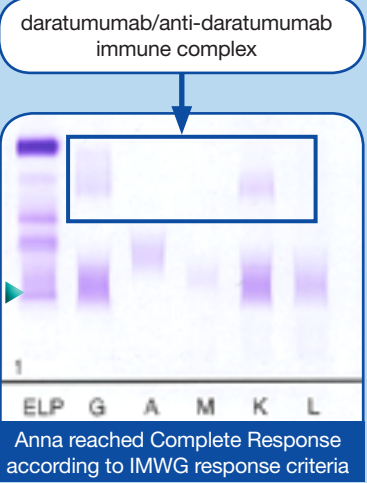 daratumumab/anti-daratumumab
immune complex
1
ELP G A M K L
Anna reached Complete Response
according to IMWG response criteria